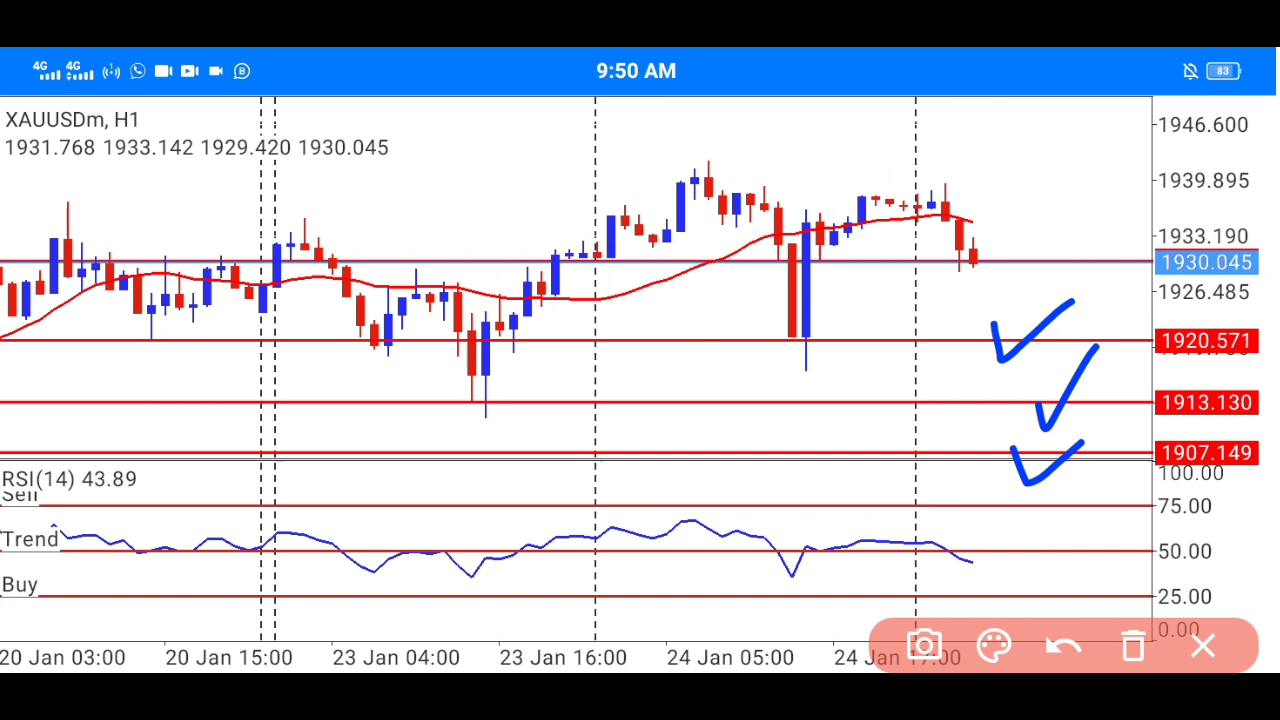 4G 4G 9:50 AM 83
XAUUSDm, H1
1931.768 1933.142 1929.420 1930.045
1946.600
1939.895
1933.190
1930.045
1926.485
1920.571
1913.130
1907.149
RSI(14) 43.89
100.00
Sell
75.00
Trend
50.00
Buy
25.00
0.00
20 Jan 03:00 20 Jan 15:00 23 Jan 04:00 23 Jan 16:00 24 Jan 05:00 24 Jan 17:00